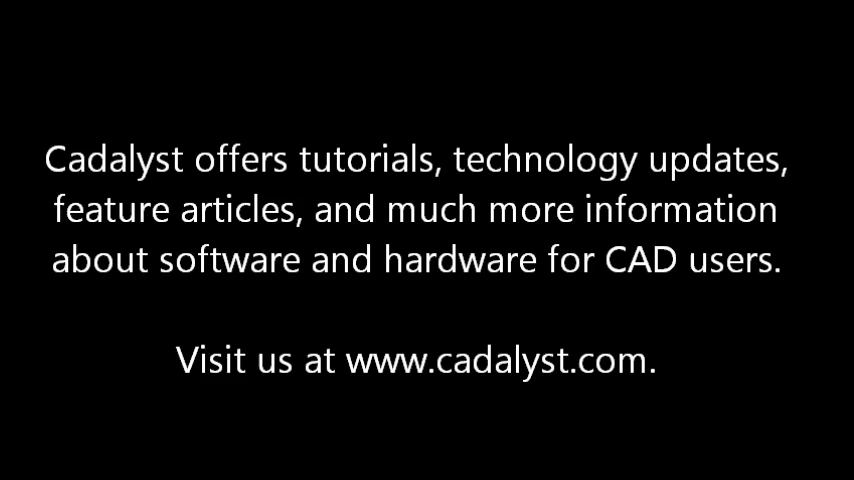 Cadalyst offers tutorials, technology updates,
feature articles, and much more information
about software and hardware for CAD users.
Visit us at www.cadalyst.com.